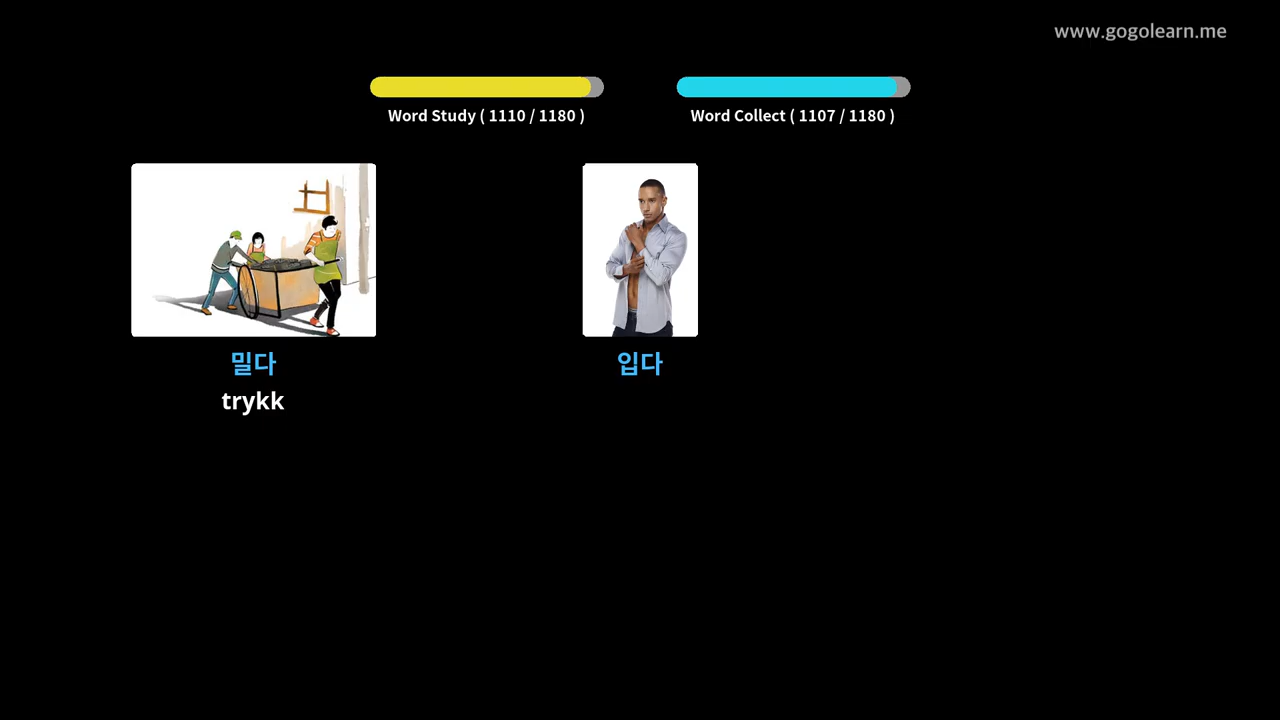 www.gogolearn.me
Word Study ( 1110 / 1180 )
Word Collect ( 1107 / 1180 )
밀다
trykk
입다